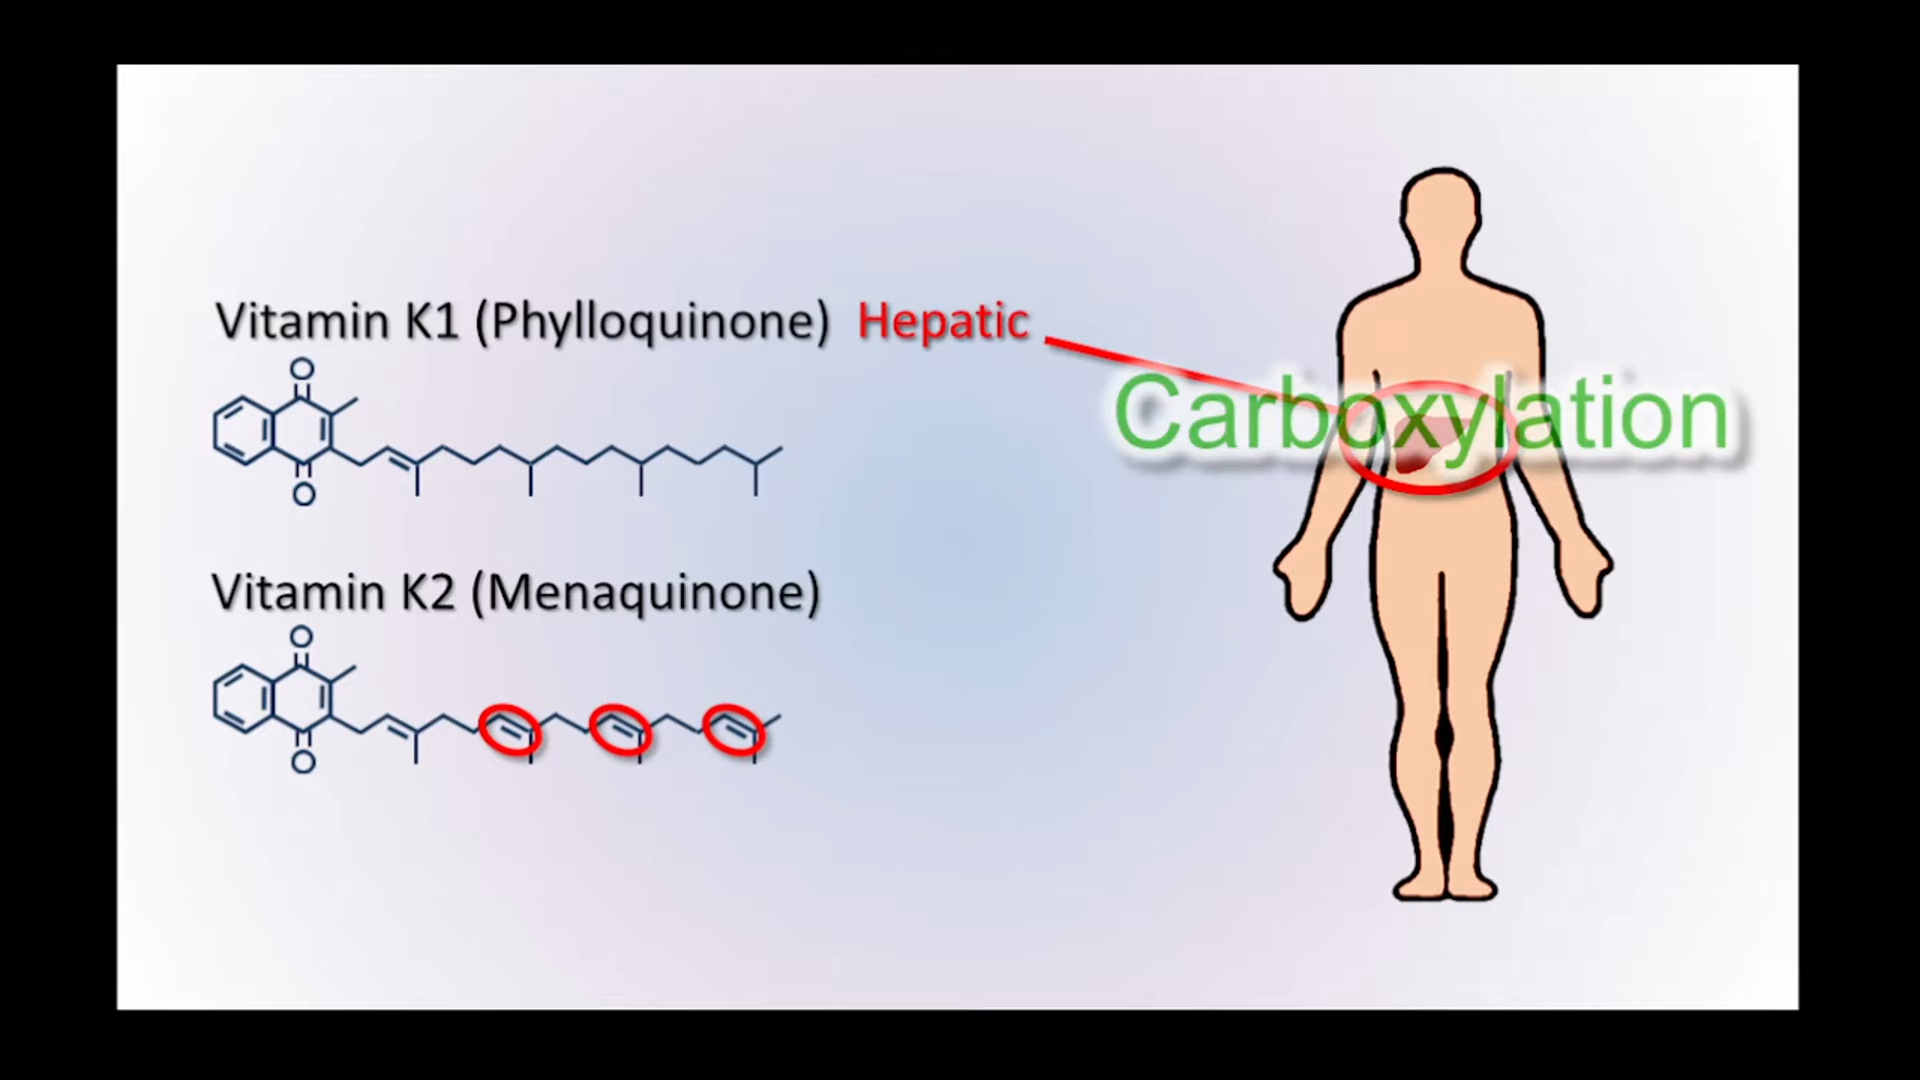 Vitamin K1 (Phylloquinone) Hepatic
O
Carboxylation
O
Vitamin K2 (Menaquinone)
O
O